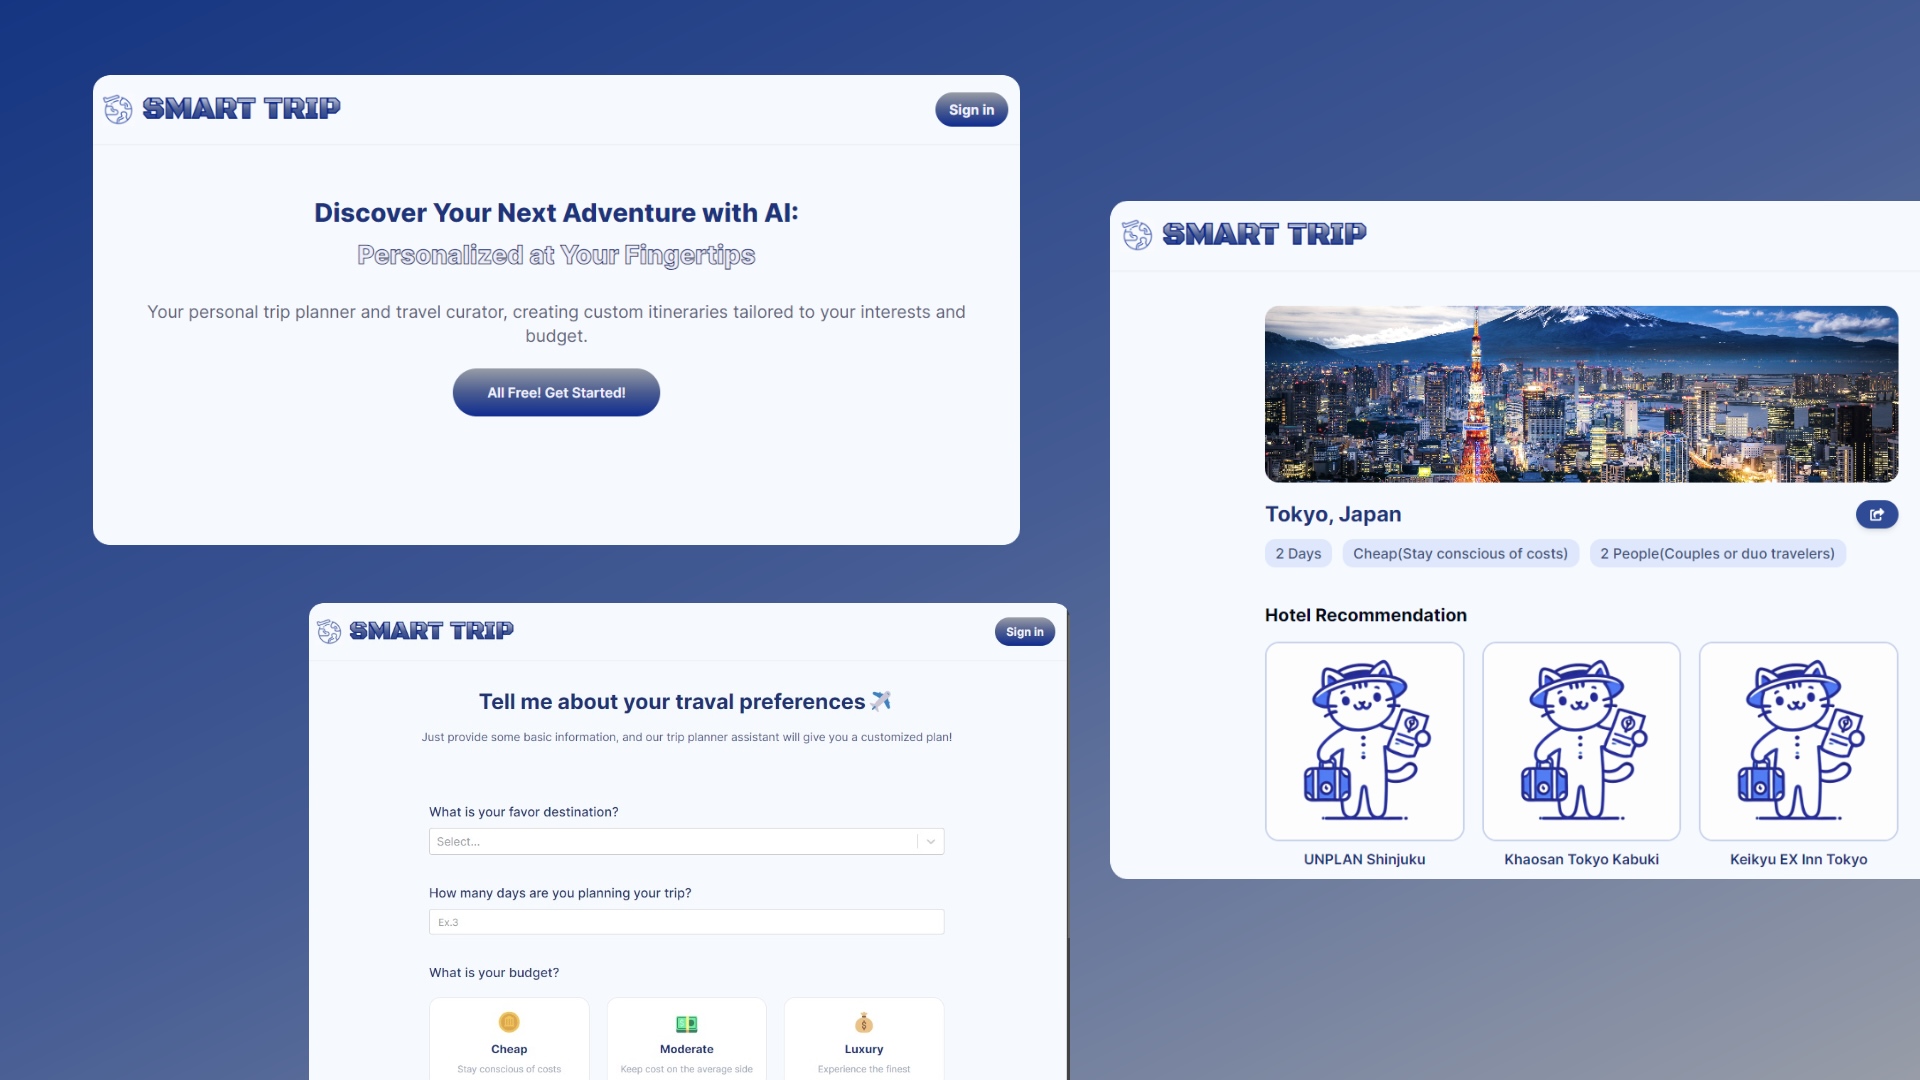 SMART TRIP
Sign in
Discover Your Next Adventure with AI:
Personalized at Your Fingertips
Your personal trip planner and travel curator, creating custom itineraries tailored to your interests and
budget.
All Free! Get Started!
SMART TRIP
Sign in
Tell me about your traval preferences
Just provide some basic information, and our trip planner assistant will give you a customized plan!
What is your favor destination?
Select...
How many days are you planning your trip?
Ex.3
What is your budget?
Cheap
Stay conscious of costs
Moderate
Keep cost on the average side
Luxury
Experience the finest
SMART TRIP
Tokyo, Japan
2 Days
Cheap(Stay conscious of costs)
2 People(Couples or duo travelers)
Hotel Recommendation
UNPLAN Shinjuku
Khaosan Tokyo Kabuki
Keikyu EX Inn Tokyo